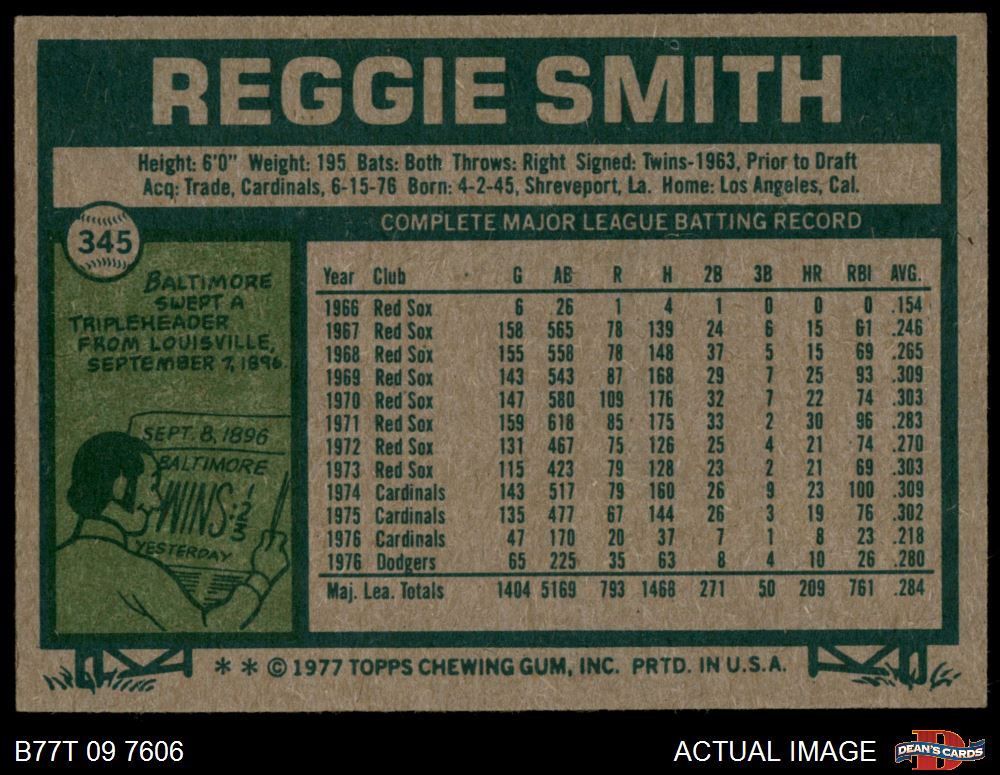 REGGIE SMITH
Height: 6'0" Weight: 195 Bats: Both Throws: Right Signed: Twins-1963, Prior to Draft
Acq: Trade, Cardinals, 6-15-76 Born: 4-2-45, Shreveport, La. Home: Los Angeles, Cal.
345
BALTIMORE
SWEPT A
TRIPLEHEADER
FROM LOUISVILLE,
SEPTEMBER 7, 1896.
SEPT. 8, 1896
BALTIMORE
WINS: 1
2
3
YESTERDAY
COMPLETE MAJOR LEAGUE BATTING RECORD
Year Club G AB R H 2B 3B HR RBI AVG.
1966 Red Sox 6 26 1 4 1 0 0 0 .154
1967 Red Sox 158 565 78 139 24 6 15 61 .246
1968 Red Sox 155 558 78 148 37 5 15 69 .265
1969 Red Sox 143 543 87 168 29 7 25 93 .309
1970 Red Sox 147 580 109 176 32 7 22 74 .303
1971 Red Sox 159 618 85 175 33 2 30 96 .283
1972 Red Sox 131 467 75 126 25 4 21 74 .270
1973 Red Sox 115 423 79 128 23 2 21 69 .303
1974 Cardinals 143 517 79 160 26 9 23 100 .309
1975 Cardinals 135 477 67 144 26 3 19 76 .302
1976 Cardinals 47 170 20 37 7 1 8 23 .218
1976 Dodgers 65 225 35 63 8 4 10 26 .280
Maj. Lea. Totals 1404 5169 793 1468 271 50 209 761 .284
* * © 1977 TOPPS CHEWING GUM, INC. PRTD. IN U.S.A.
B77T 09 7606
ACTUAL IMAGE
DEAN'S CARDS